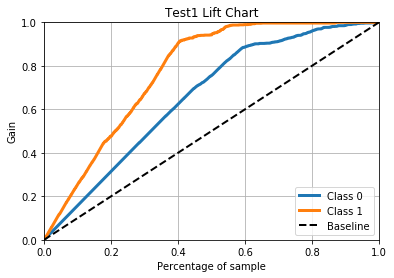 Test1 Lift Chart
1.0
0.8
0.6
0.4
0.2
0.0
Gain
0.0 0.2 0.4 0.6 0.8 1.0
Percentage of sample
Class 0
Class 1
Baseline